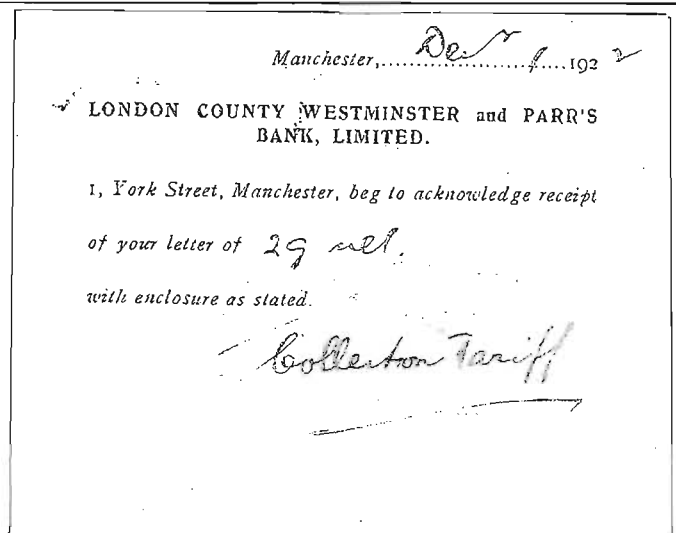 Manchester, Decr 1 1922
LONDON COUNTY WESTMINSTER and PARR'S
BANK, LIMITED.
1, York Street, Manchester, beg to acknowledge receipt
of your letter of 29 ult.
with enclosure as stated.
Collection Tariff